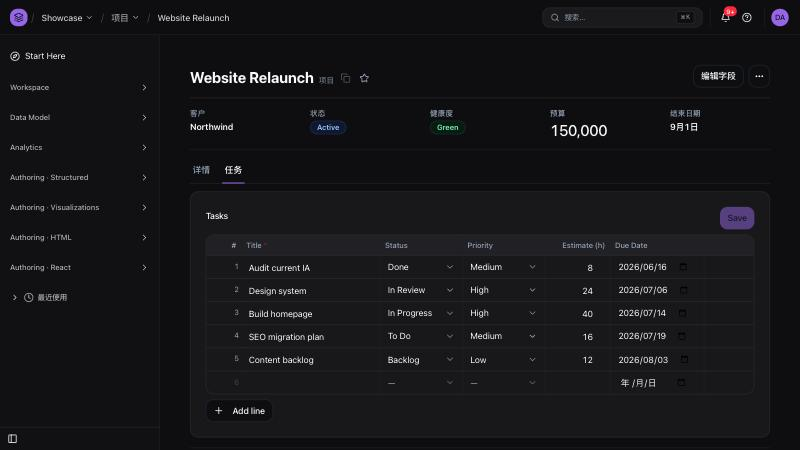 Showcase / 项目 / Website Relaunch
搜索... ⌘K
9+
DA
Start Here
Workspace
Data Model
Analytics
Authoring · Structured
Authoring · Visualizations
Authoring · HTML
Authoring · React
最近使用
Website Relaunch 项目
编辑字段
客户 状态 健康度 预算 结束日期
Northwind Active Green 150,000 9月1日
详情 任务
Tasks
Save
# Title * Status Priority Estimate (h) Due Date
1 Audit current IA Done Medium 8 2026/06/16
2 Design system In Review High 24 2026/07/06
3 Build homepage In Progress High 40 2026/07/14
4 SEO migration plan To Do Medium 16 2026/07/19
5 Content backlog Backlog Low 12 2026/08/03
6 — — 年 /月/日
+ Add line